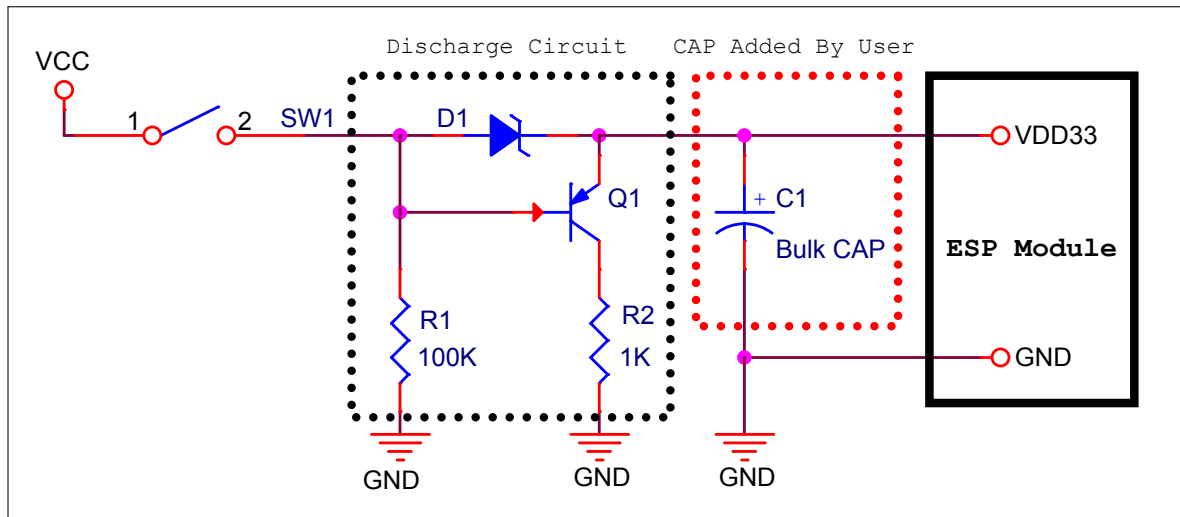 Discharge Circuit
CAP Added By User
VCC
1
2
SW1
D1
VDD33
Q1
+ C1
Bulk CAP
ESP Module
R1
100K
R2
1K
GND
GND
GND
GND